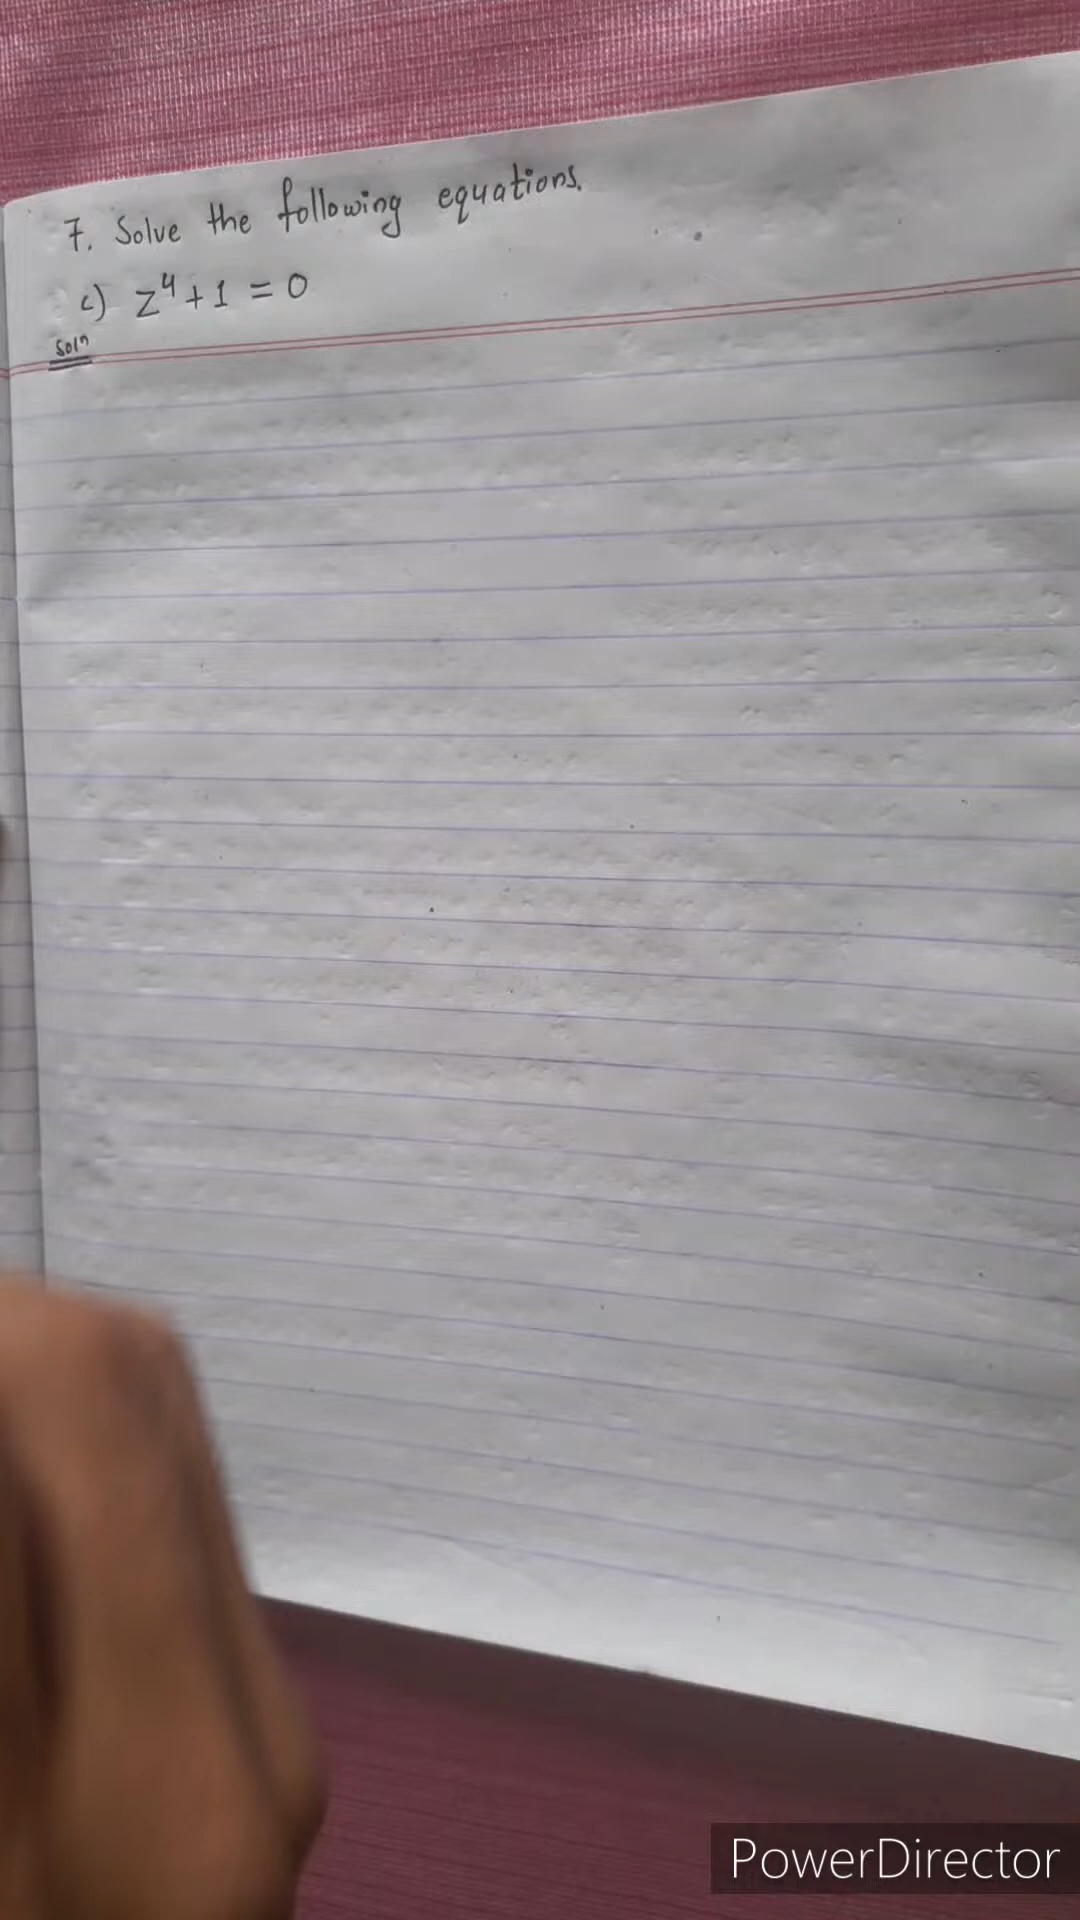 7. Solve the following equations.
c) z⁴+1 = 0
Soln
PowerDirector